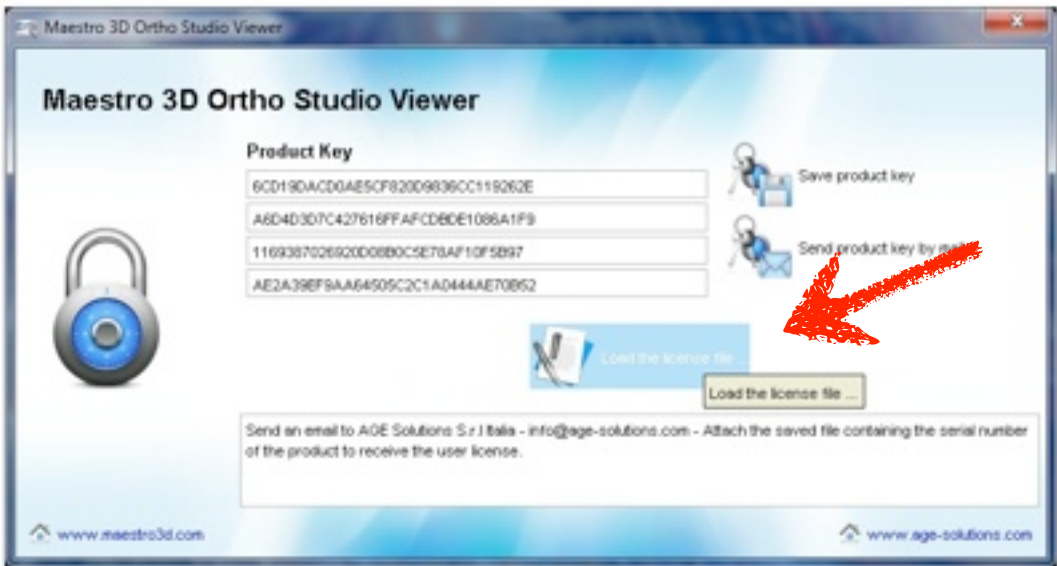 Maestro 3D Ortho Studio Viewer
Maestro 3D Ortho Studio Viewer
Product Key
6CD19DACD0AE5CF820D9836CC119262E
Save product key
A6D4D3D7C427616FFAFCDBDE1086A1F9
1169387026920D08B0C5E78AF10F5B97
Send product key by
AE2A39EF9AA64505C2C1A0444AE70B52
Load the license file
Load the license file ...
Send an email to AGE Solutions S.r.l Italia - info@age-solutions.com - Attach the saved file containing the serial number
of the product to receive the user license.
www.maestro3d.com
www.age-solutions.com